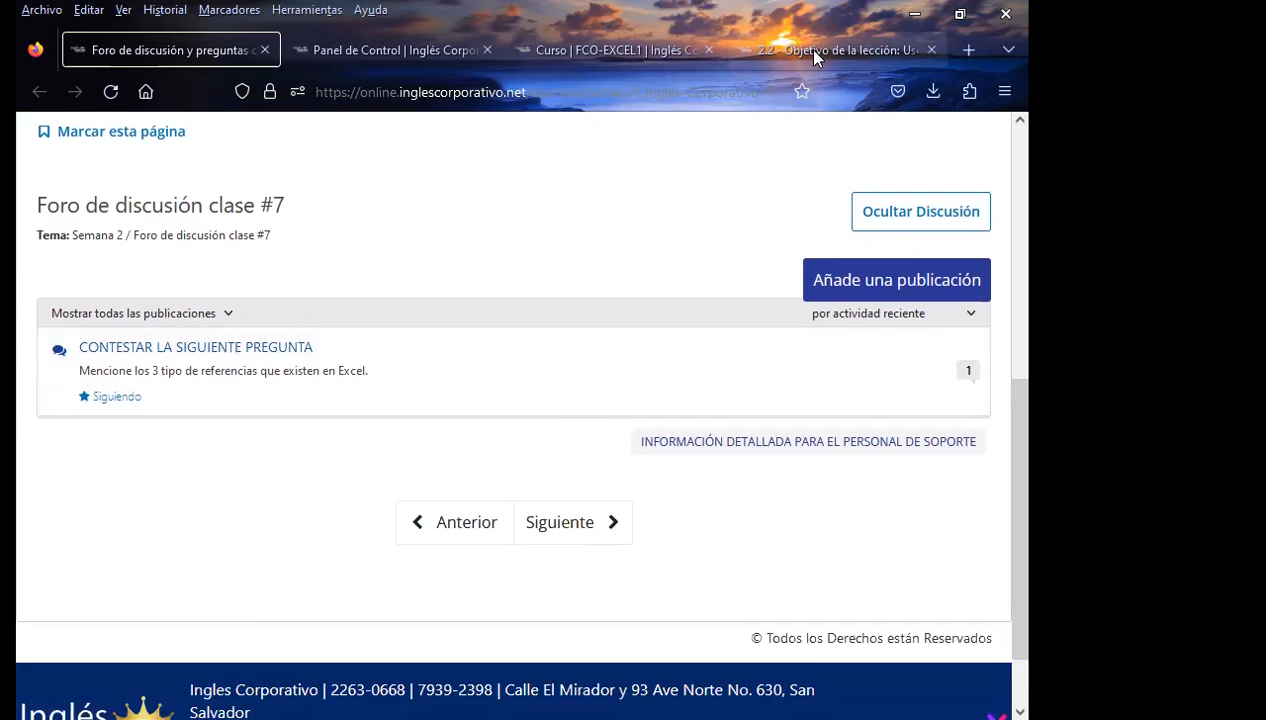 Archivo Editar Ver Historial Marcadores Herramientas Ayuda
Foro de discusión y preguntas
Panel de Control | Inglés Corpor
Curso | FCO-EXCEL1 | Inglés Co
2.2 - Objetivo de la lección: Us
https://online.inglescorporativo.net
Marcar esta página
Foro de discusión clase #7
Ocultar Discusión
Tema: Semana 2 / Foro de discusión clase #7
Añade una publicación
Mostrar todas las publicaciones
por actividad reciente
CONTESTAR LA SIGUIENTE PREGUNTA
Mencione los 3 tipo de referencias que existen en Excel.
1
Siguiendo
INFORMACIÓN DETALLADA PARA EL PERSONAL DE SOPORTE
Anterior
Siguiente
© Todos los Derechos están Reservados
Ingles Corporativo | 2263-0668 | 7939-2398 | Calle El Mirador y 93 Ave Norte No. 630, San
Salvador
Inglés